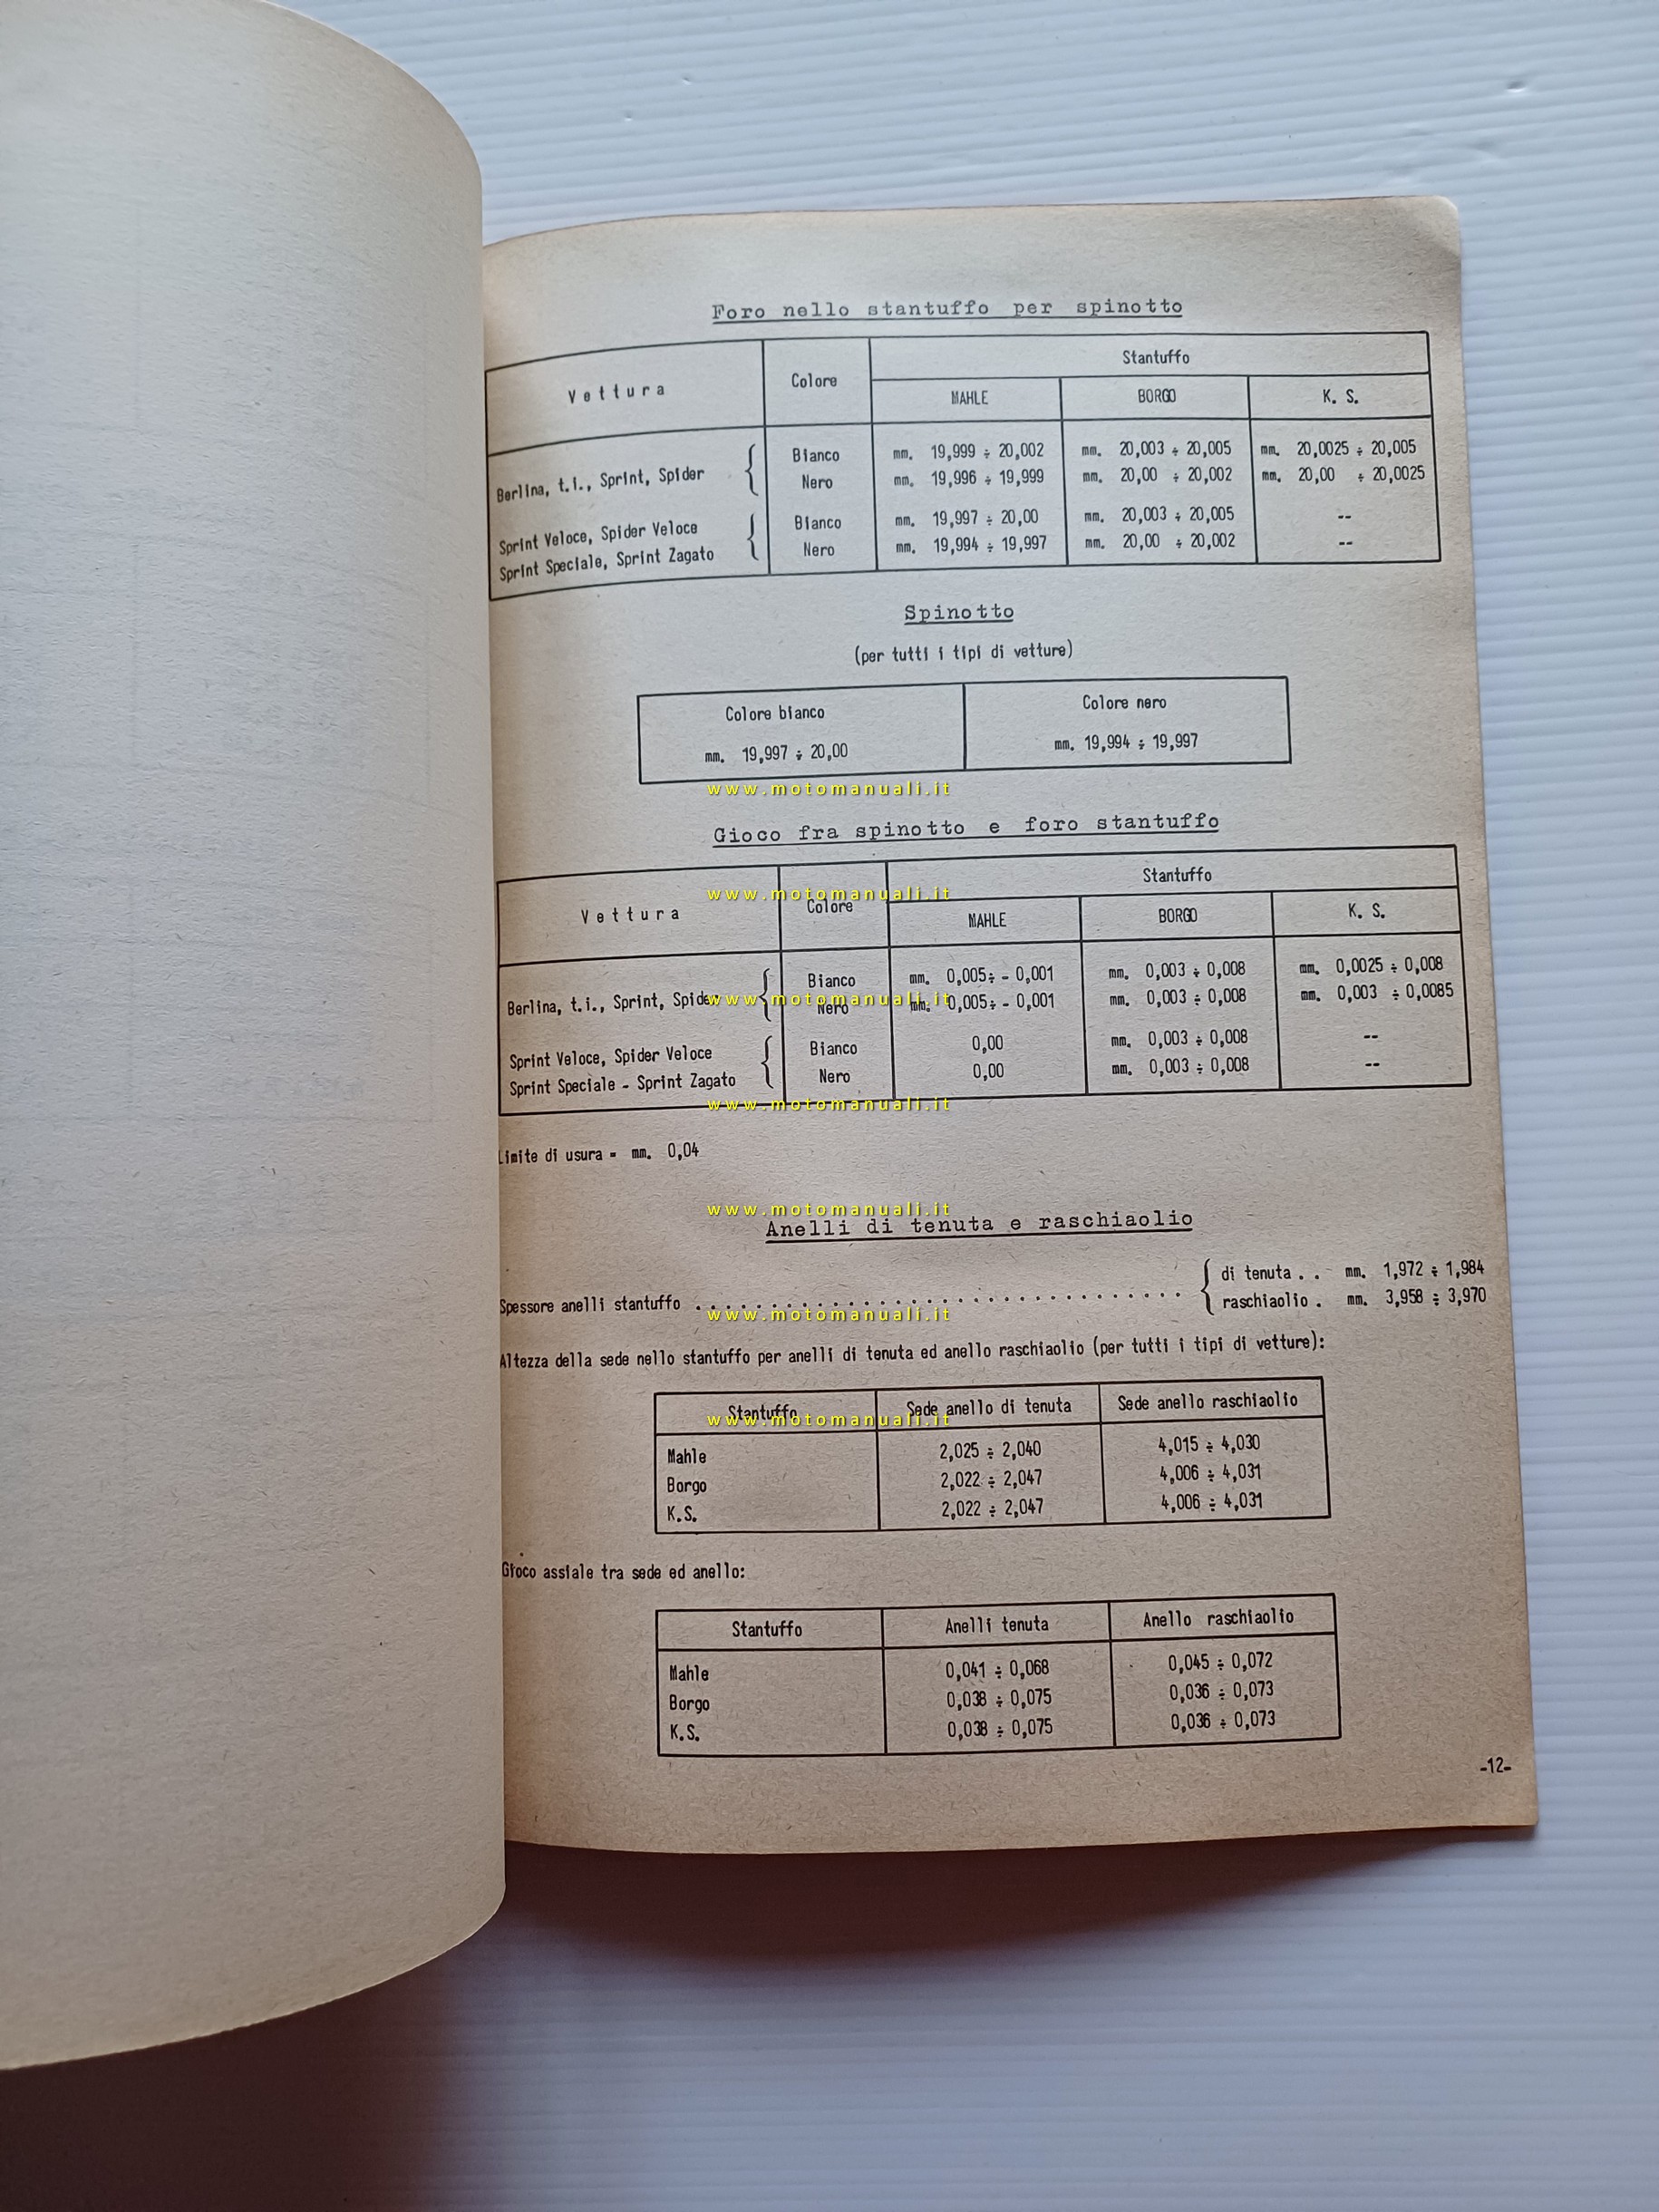 Foro nello stantuffo per spinotto
Vettura Colore Stantuffo
MAHLE BORGO K. S.
Berlina, t.i., Sprint, Spider { Bianco mm. 19,999 ÷ 20,002 mm. 20,003 ÷ 20,005 mm. 20,0025 ÷ 20,005
Nero mm. 19,996 ÷ 19,999 mm. 20,00 ÷ 20,002 mm. 20,00 ÷ 20,0025
Sprint Veloce, Spider Veloce { Bianco mm. 19,997 ÷ 20,00 mm. 20,003 ÷ 20,005 --
Sprint Speciale, Sprint Zagato Nero mm. 19,994 ÷ 19,997 mm. 20,00 ÷ 20,002 --
Spinotto
(per tutti i tipi di vetture)
Colore bianco Colore nero
mm. 19,997 ÷ 20,00 mm. 19,994 ÷ 19,997
www.motomanuali.it
Gioco fra spinotto e foro stantuffo
Stantuffo
www.motomanuali.it
Vettura Colore MAHLE BORGO K. S.
Berlina, t.i., Sprint, Spider { Bianco mm. 0,005÷ - 0,001 mm. 0,003 ÷ 0,008 mm. 0,0025 ÷ 0,008
www.motomanuali.it
Nero mm. 0,005÷ - 0,001 mm. 0,003 ÷ 0,008 mm. 0,003 ÷ 0,0085
Sprint Veloce, Spider Veloce { Bianco 0,00 mm. 0,003 ÷ 0,008 --
Sprint Speciale - Sprint Zagato Nero 0,00 mm. 0,003 ÷ 0,008 --
www.motomanuali.it
Limite di usura = mm. 0,04
www.motomanuali.it
Anelli di tenuta e raschiaolio
Spessore anelli stantuffo ........................................ { di tenuta . . mm. 1,972 ÷ 1,984
raschiaolio . mm. 3,958 ÷ 3,970
www.motomanuali.it
Altezza della sede nello stantuffo per anelli di tenuta ed anello raschiaolio (per tutti i tipi di vetture):
Stantuffo Sede anello di tenuta Sede anello raschiaolio
www.motomanuali.it
Mahle 2,025 ÷ 2,040 4,015 ÷ 4,030
Borgo 2,022 ÷ 2,047 4,006 ÷ 4,031
K.S. 2,022 ÷ 2,047 4,006 ÷ 4,031
Gioco assiale tra sede ed anello:
Stantuffo Anelli tenuta Anello raschiaolio
Mahle 0,041 ÷ 0,068 0,045 ÷ 0,072
Borgo 0,038 ÷ 0,075 0,036 ÷ 0,073
K.S. 0,038 ÷ 0,075 0,036 ÷ 0,073
-12-